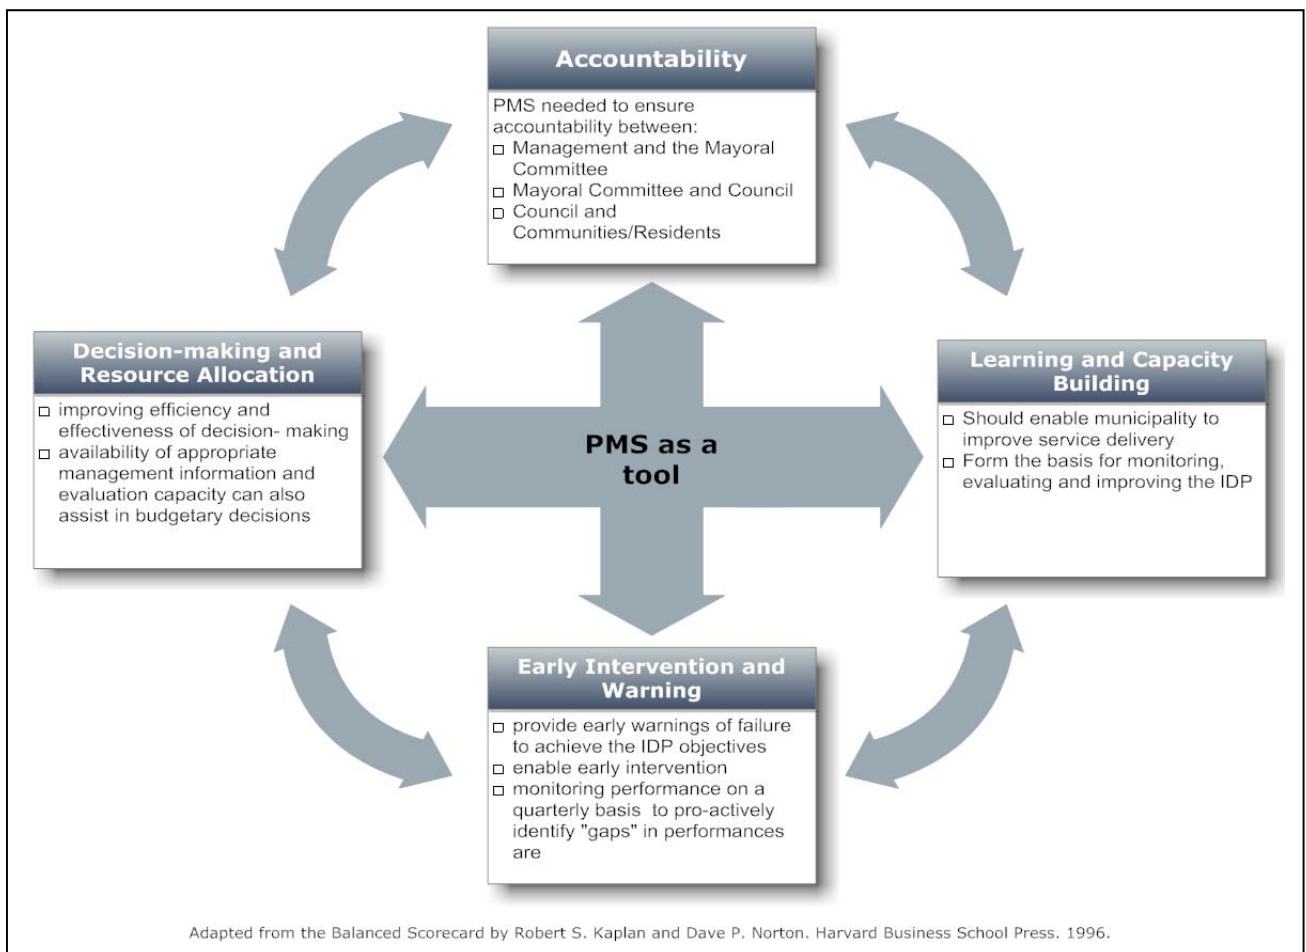 Accountability
PMS needed to ensure
accountability between:
□ Management and the Mayoral
Committee
□ Mayoral Committee and Council
□ Council and
Communities/Residents
Decision-making and
Resource Allocation
□ improving efficiency and
effectiveness of decision- making
□ availability of appropriate
management information and
evaluation capacity can also
assist in budgetary decisions
PMS as a
tool
Learning and Capacity
Building
□ Should enable municipality to
improve service delivery
□ Form the basis for monitoring,
evaluating and improving the IDP
Early Intervention and
Warning
□ provide early warnings of failure
to achieve the IDP objectives
□ enable early intervention
□ monitoring performance on a
quarterly basis  to pro-actively
identify "gaps" in performances
are
Adapted from the Balanced Scorecard by Robert S. Kaplan and Dave P. Norton. Harvard Business School Press. 1996.